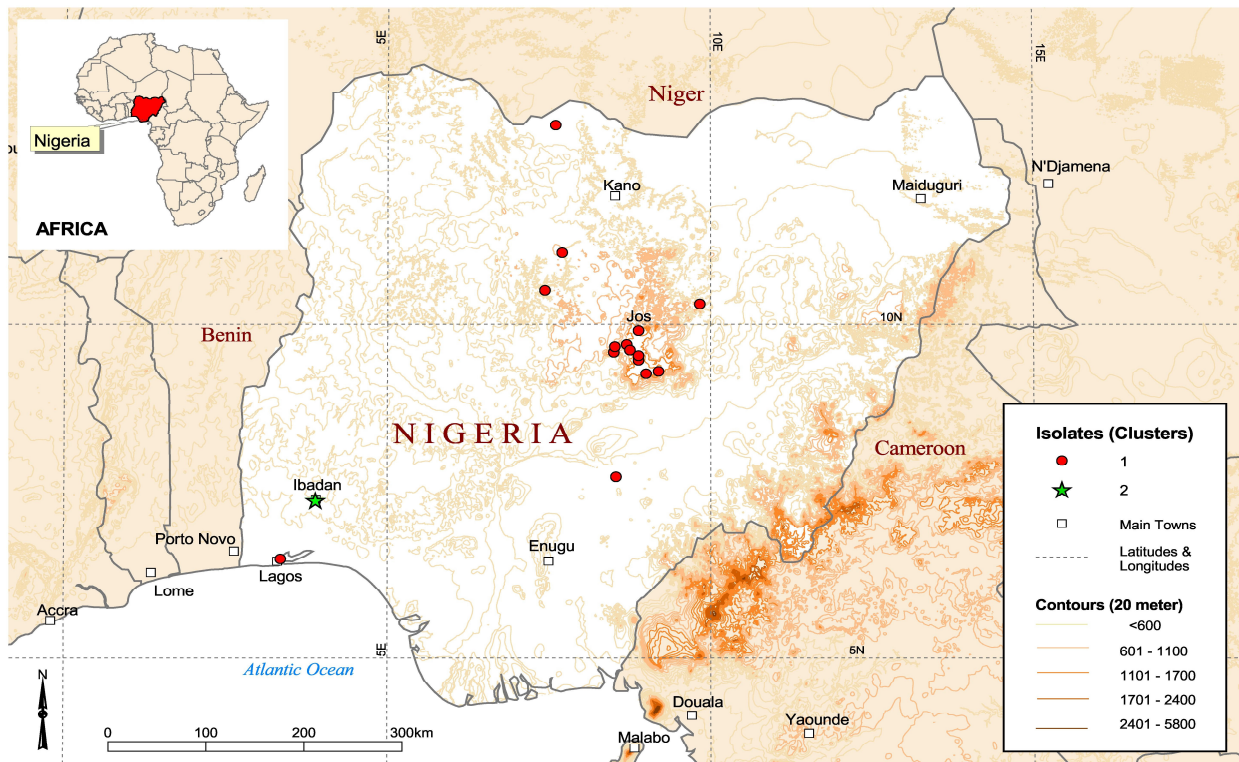 5E
10E
15E
Niger
Nigeria
AFRICA
N'Djamena
Kano
Maiduguri
Jos
10N
Benin
NIGERIA
Cameroon
Ibadan
Porto Novo
Enugu
Lagos
Lome
Accra
5E
5N
Atlantic Ocean
N
Douala
Yaounde
Malabo
0 100 200 300km
Isolates (Clusters)
1
2
Main Towns
Latitudes &
Longitudes
Contours (20 meter)
<600
601 - 1100
1101 - 1700
1701 - 2400
2401 - 5800